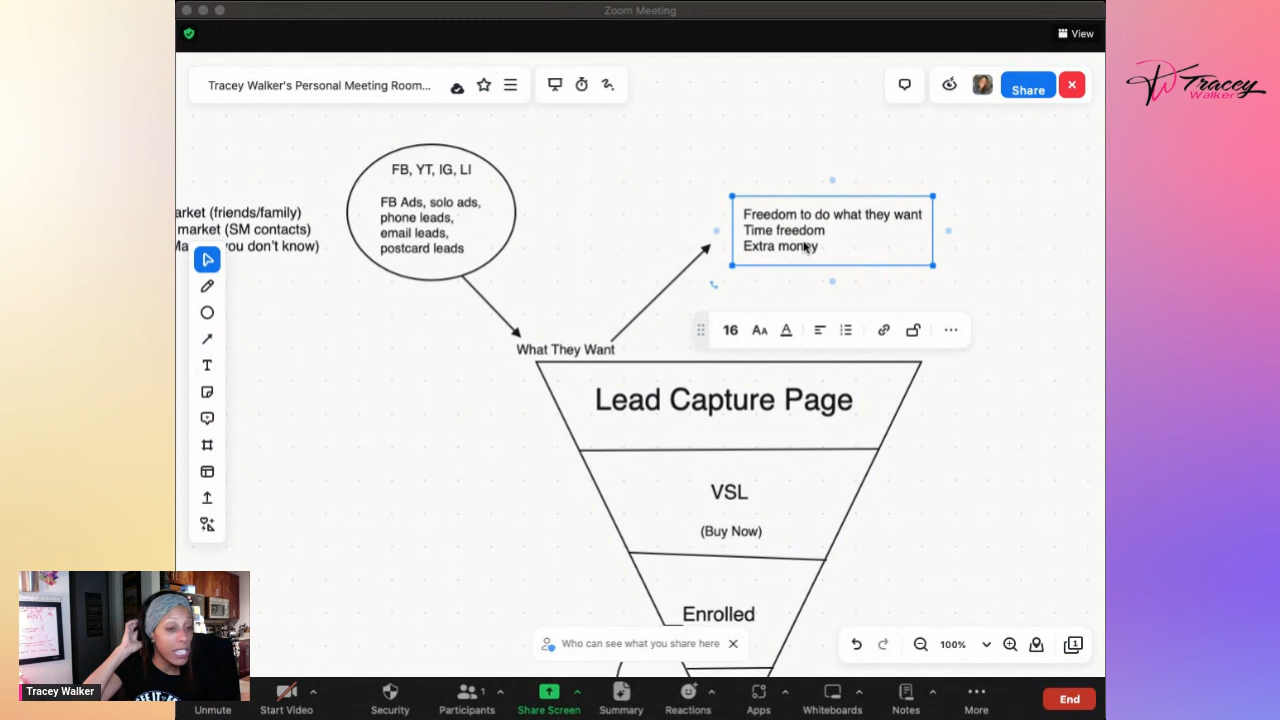 Zoom Meeting
View
Tracey Walker
Tracey Walker's Personal Meeting Room...
Share
FB, YT, IG, LI
FB Ads, solo ads,
phone leads,
email leads,
postcard leads
arket (friends/family)
market (SM contacts)
you don't know)
Freedom to do what they want
Time freedom
Extra money
16
What They Want
Lead Capture Page
VSL
(Buy Now)
Enrolled
Who can see what you share here
100%
1
Tracey Walker
Unmute
Start Video
Security
1
Participants
Share Screen
Summary
Reactions
Apps
Whiteboards
Notes
More
End